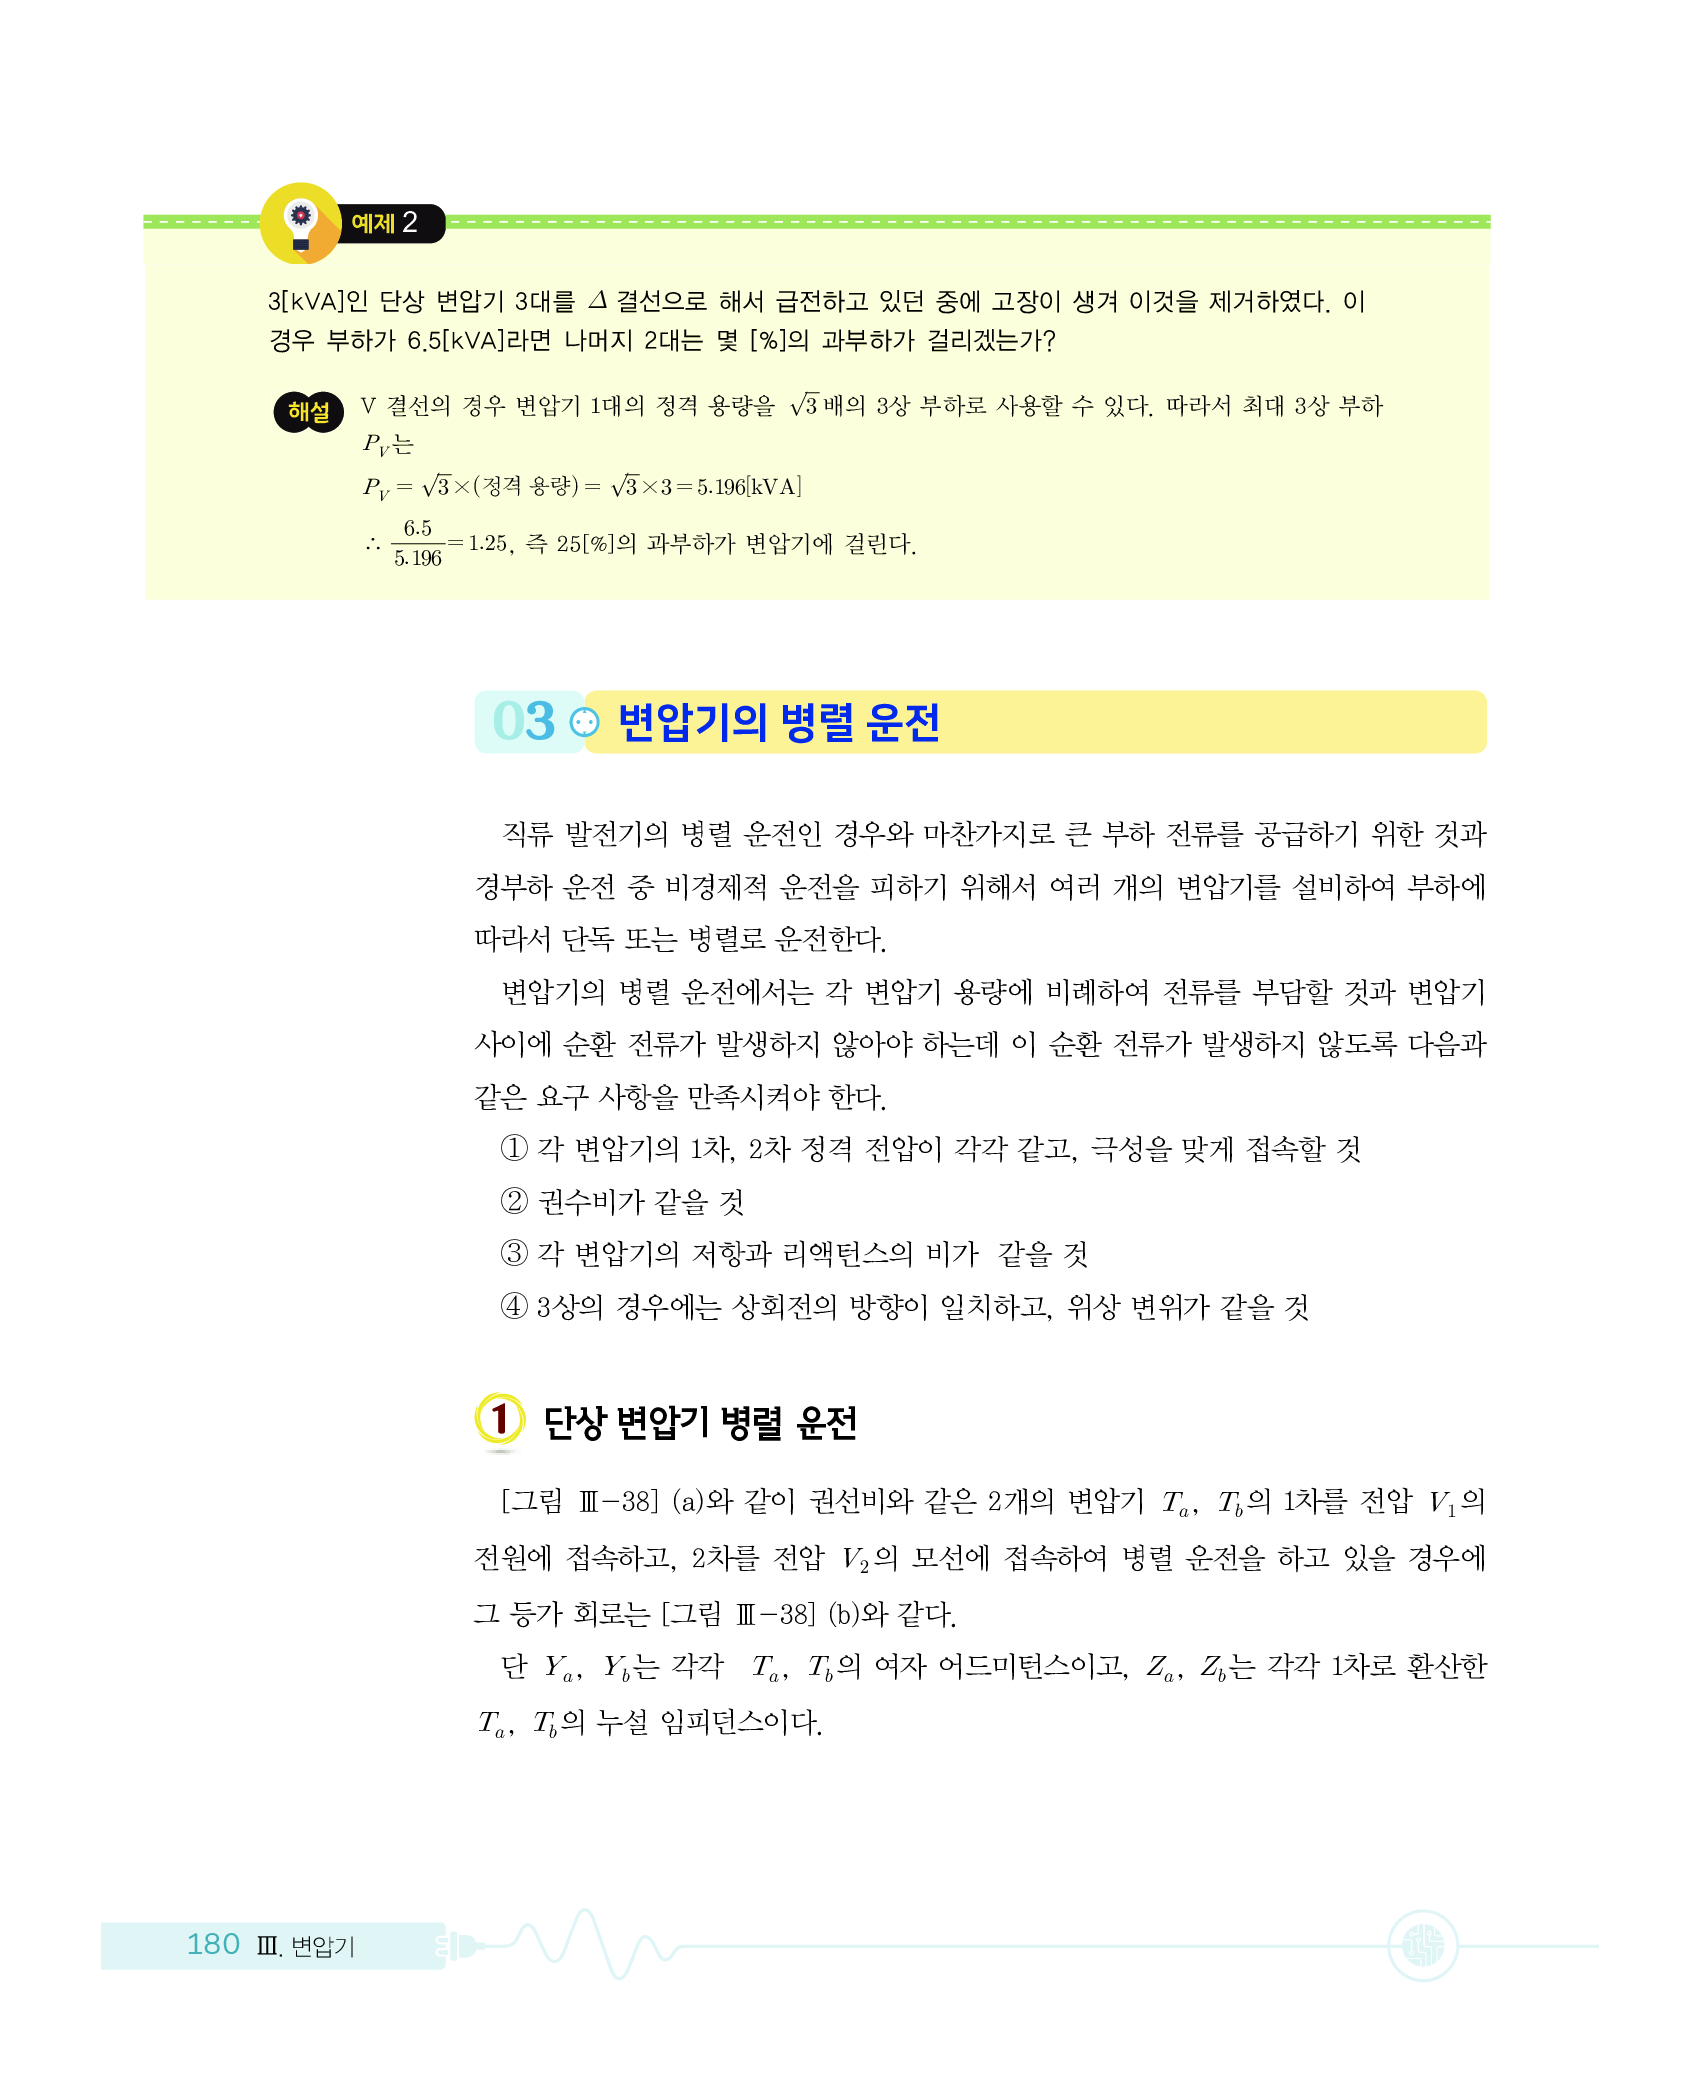 예제 2
3[kVA]인 단상 변압기 3대를 Δ 결선으로 해서 급전하고 있던 중에 고장이 생겨 이것을 제거하였다. 이
경우 부하가 6.5[kVA]라면 나머지 2대는 몇 [%]의 과부하가 걸리겠는가?
해설 V 결선의 경우 변압기 1대의 정격 용량을 √3배의 3상 부하로 사용할 수 있다. 따라서 최대 3상 부하
P_V는
P_V = √3×(정격 용량) = √3×3 = 5.196[kVA]
∴ 6.5/5.196 = 1.25, 즉 25[%]의 과부하가 변압기에 걸린다.
03 변압기의 병렬 운전
직류 발전기의 병렬 운전인 경우와 마찬가지로 큰 부하 전류를 공급하기 위한 것과
경부하 운전 중 비경제적 운전을 피하기 위해서 여러 개의 변압기를 설비하여 부하에
따라서 단독 또는 병렬로 운전한다.
변압기의 병렬 운전에서는 각 변압기 용량에 비례하여 전류를 부담할 것과 변압기
사이에 순환 전류가 발생하지 않아야 하는데 이 순환 전류가 발생하지 않도록 다음과
같은 요구 사항을 만족시켜야 한다.
① 각 변압기의 1차, 2차 정격 전압이 각각 같고, 극성을 맞게 접속할 것
② 권수비가 같을 것
③ 각 변압기의 저항과 리액턴스의 비가 같을 것
④ 3상의 경우에는 상회전의 방향이 일치하고, 위상 변위가 같을 것
1 단상 변압기 병렬 운전
[그림 Ⅲ-38] (a)와 같이 권선비와 같은 2개의 변압기 T_a, T_b의 1차를 전압 V_1의
전원에 접속하고, 2차를 전압 V_2의 모선에 접속하여 병렬 운전을 하고 있을 경우에
그 등가 회로는 [그림 Ⅲ-38] (b)와 같다.
단 Y_a, Y_b는 각각 T_a, T_b의 여자 어드미턴스이고, Z_a, Z_b는 각각 1차로 환산한
T_a, T_b의 누설 임피던스이다.
180 Ⅲ. 변압기